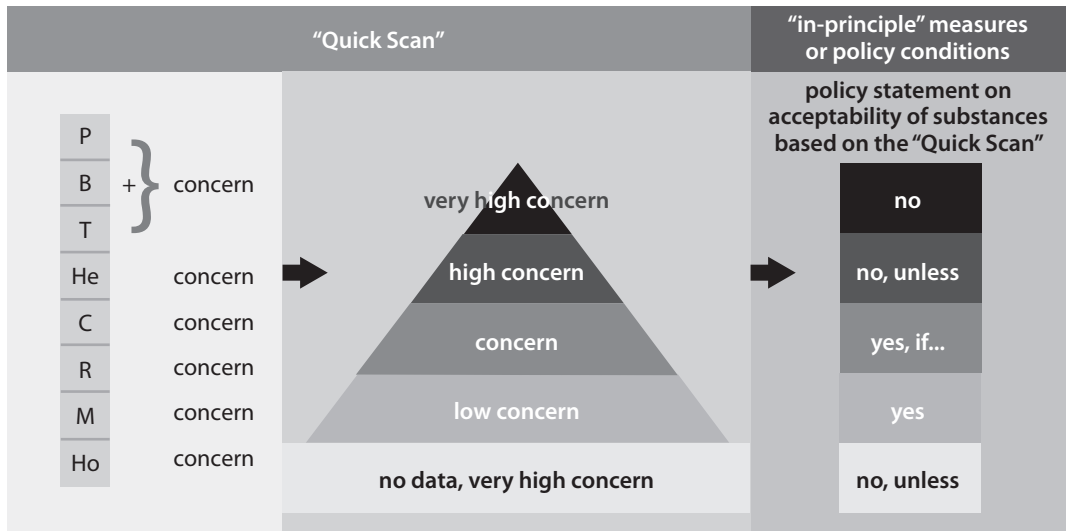 “Quick Scan”
“in-principle” measures
or policy conditions
policy statement on
acceptability of substances
based on the “Quick Scan”
P
B + } concern
T
He concern
C concern
R concern
M concern
Ho concern
very high concern
high concern
concern
low concern
no data, very high concern
no
no, unless
yes, if...
yes
no, unless